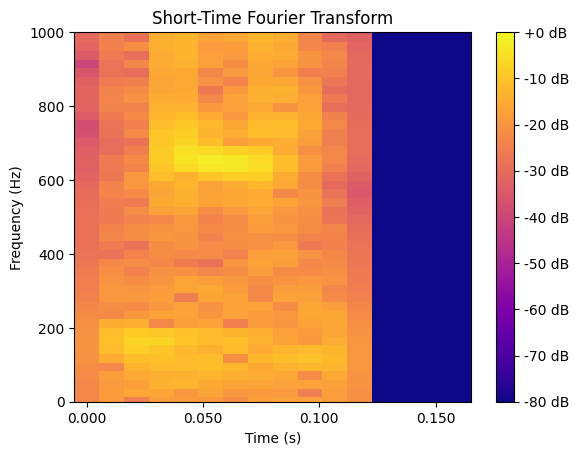 Short-Time Fourier Transform
1000
800
600
400
200
0
Frequency (Hz)
0.000
0.050
0.100
0.150
Time (s)
+0 dB
-10 dB
-20 dB
-30 dB
-40 dB
-50 dB
-60 dB
-70 dB
-80 dB